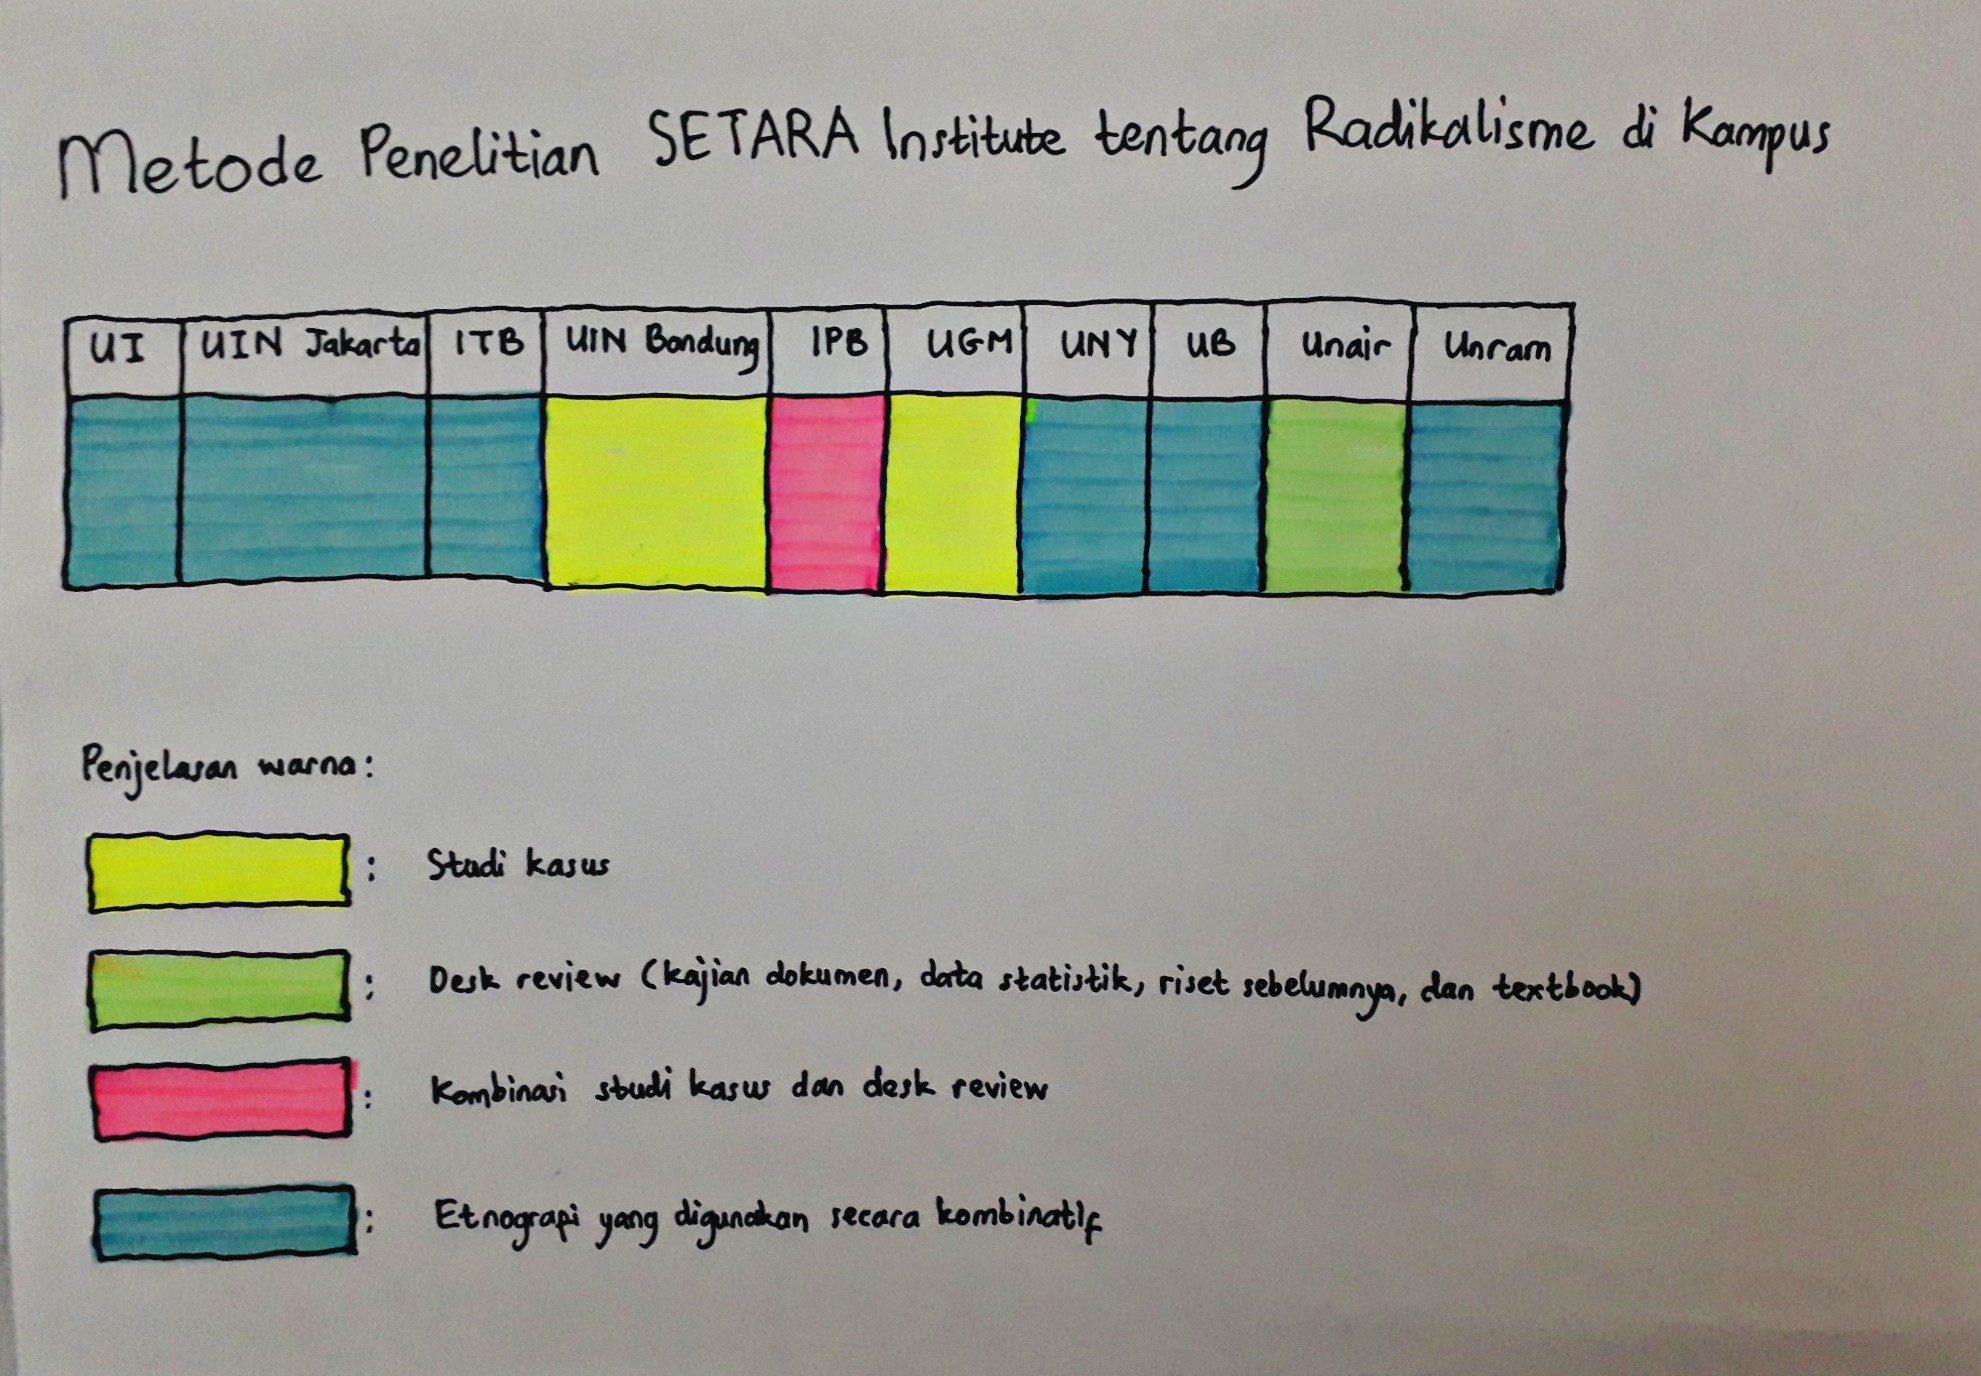 Metode Penelitian SETARA Institute tentang Radikalisme di Kampus
UI UIN Jakarta ITB UIN Bandung IPB UGM UNY UB Unair Unram
Penjelasan warna:
: Studi kasus
: Desk review (kajian dokumen, data statistik, riset sebelumnya, dan textbook)
: Kombinasi studi kasus dan desk review
: Etnograpi yang digunakan secara kombinatif